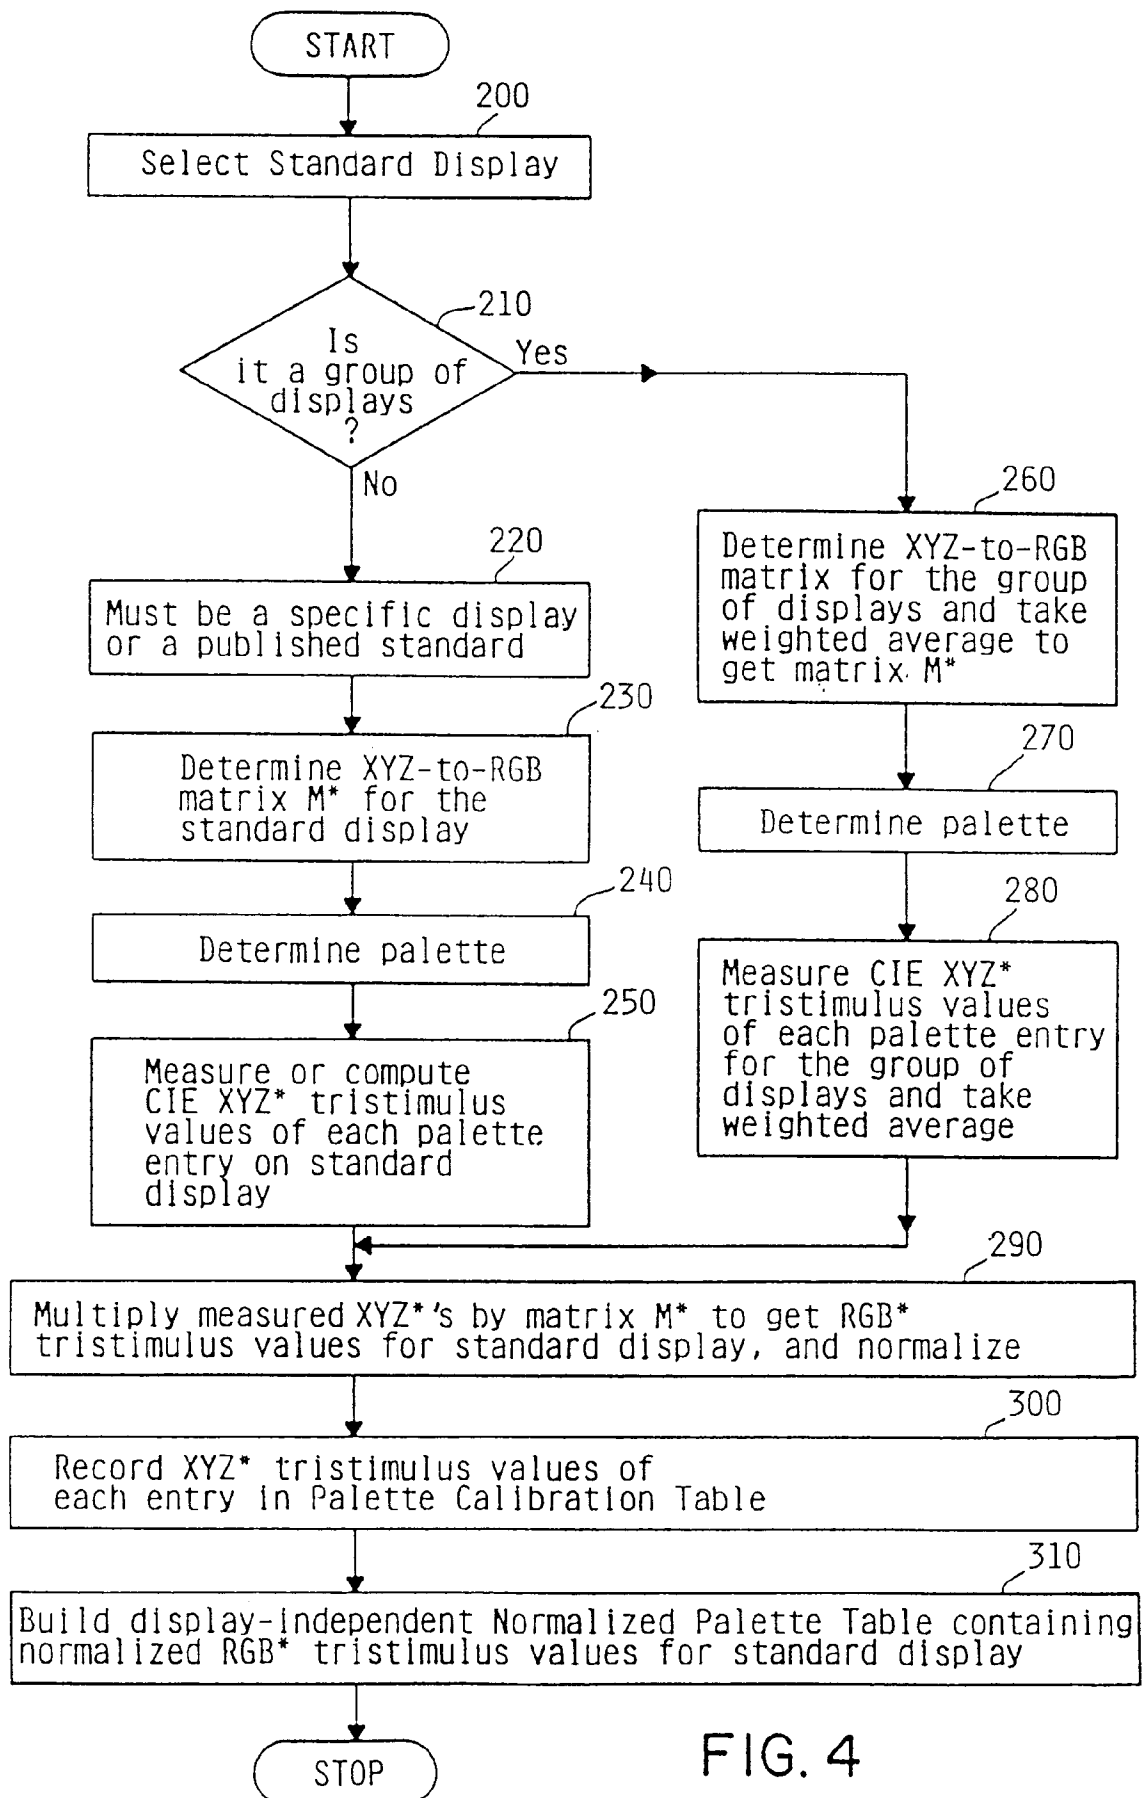 START
200
Select Standard Display
210
Is
it a group of
displays
?
Yes
No
220
Must be a specific display
or a published standard
230
Determine XYZ-to-RGB
matrix M* for the
standard display
240
Determine palette
250
Measure or compute
CIE XYZ* tristimulus
values of each palette
entry on standard
display
260
Determine XYZ-to-RGB
matrix for the group
of displays and take
weighted average to
get matrix M*
270
Determine palette
280
Measure CIE XYZ*
tristimulus values
of each palette entry
for the group of
displays and take
weighted average
290
Multiply measured XYZ*'s by matrix M* to get RGB*
tristimulus values for standard display, and normalize
300
Record XYZ* tristimulus values of
each entry in Palette Calibration Table
310
Build display-independent Normalized Palette Table containing
normalized RGB* tristimulus values for standard display
STOP
FIG. 4